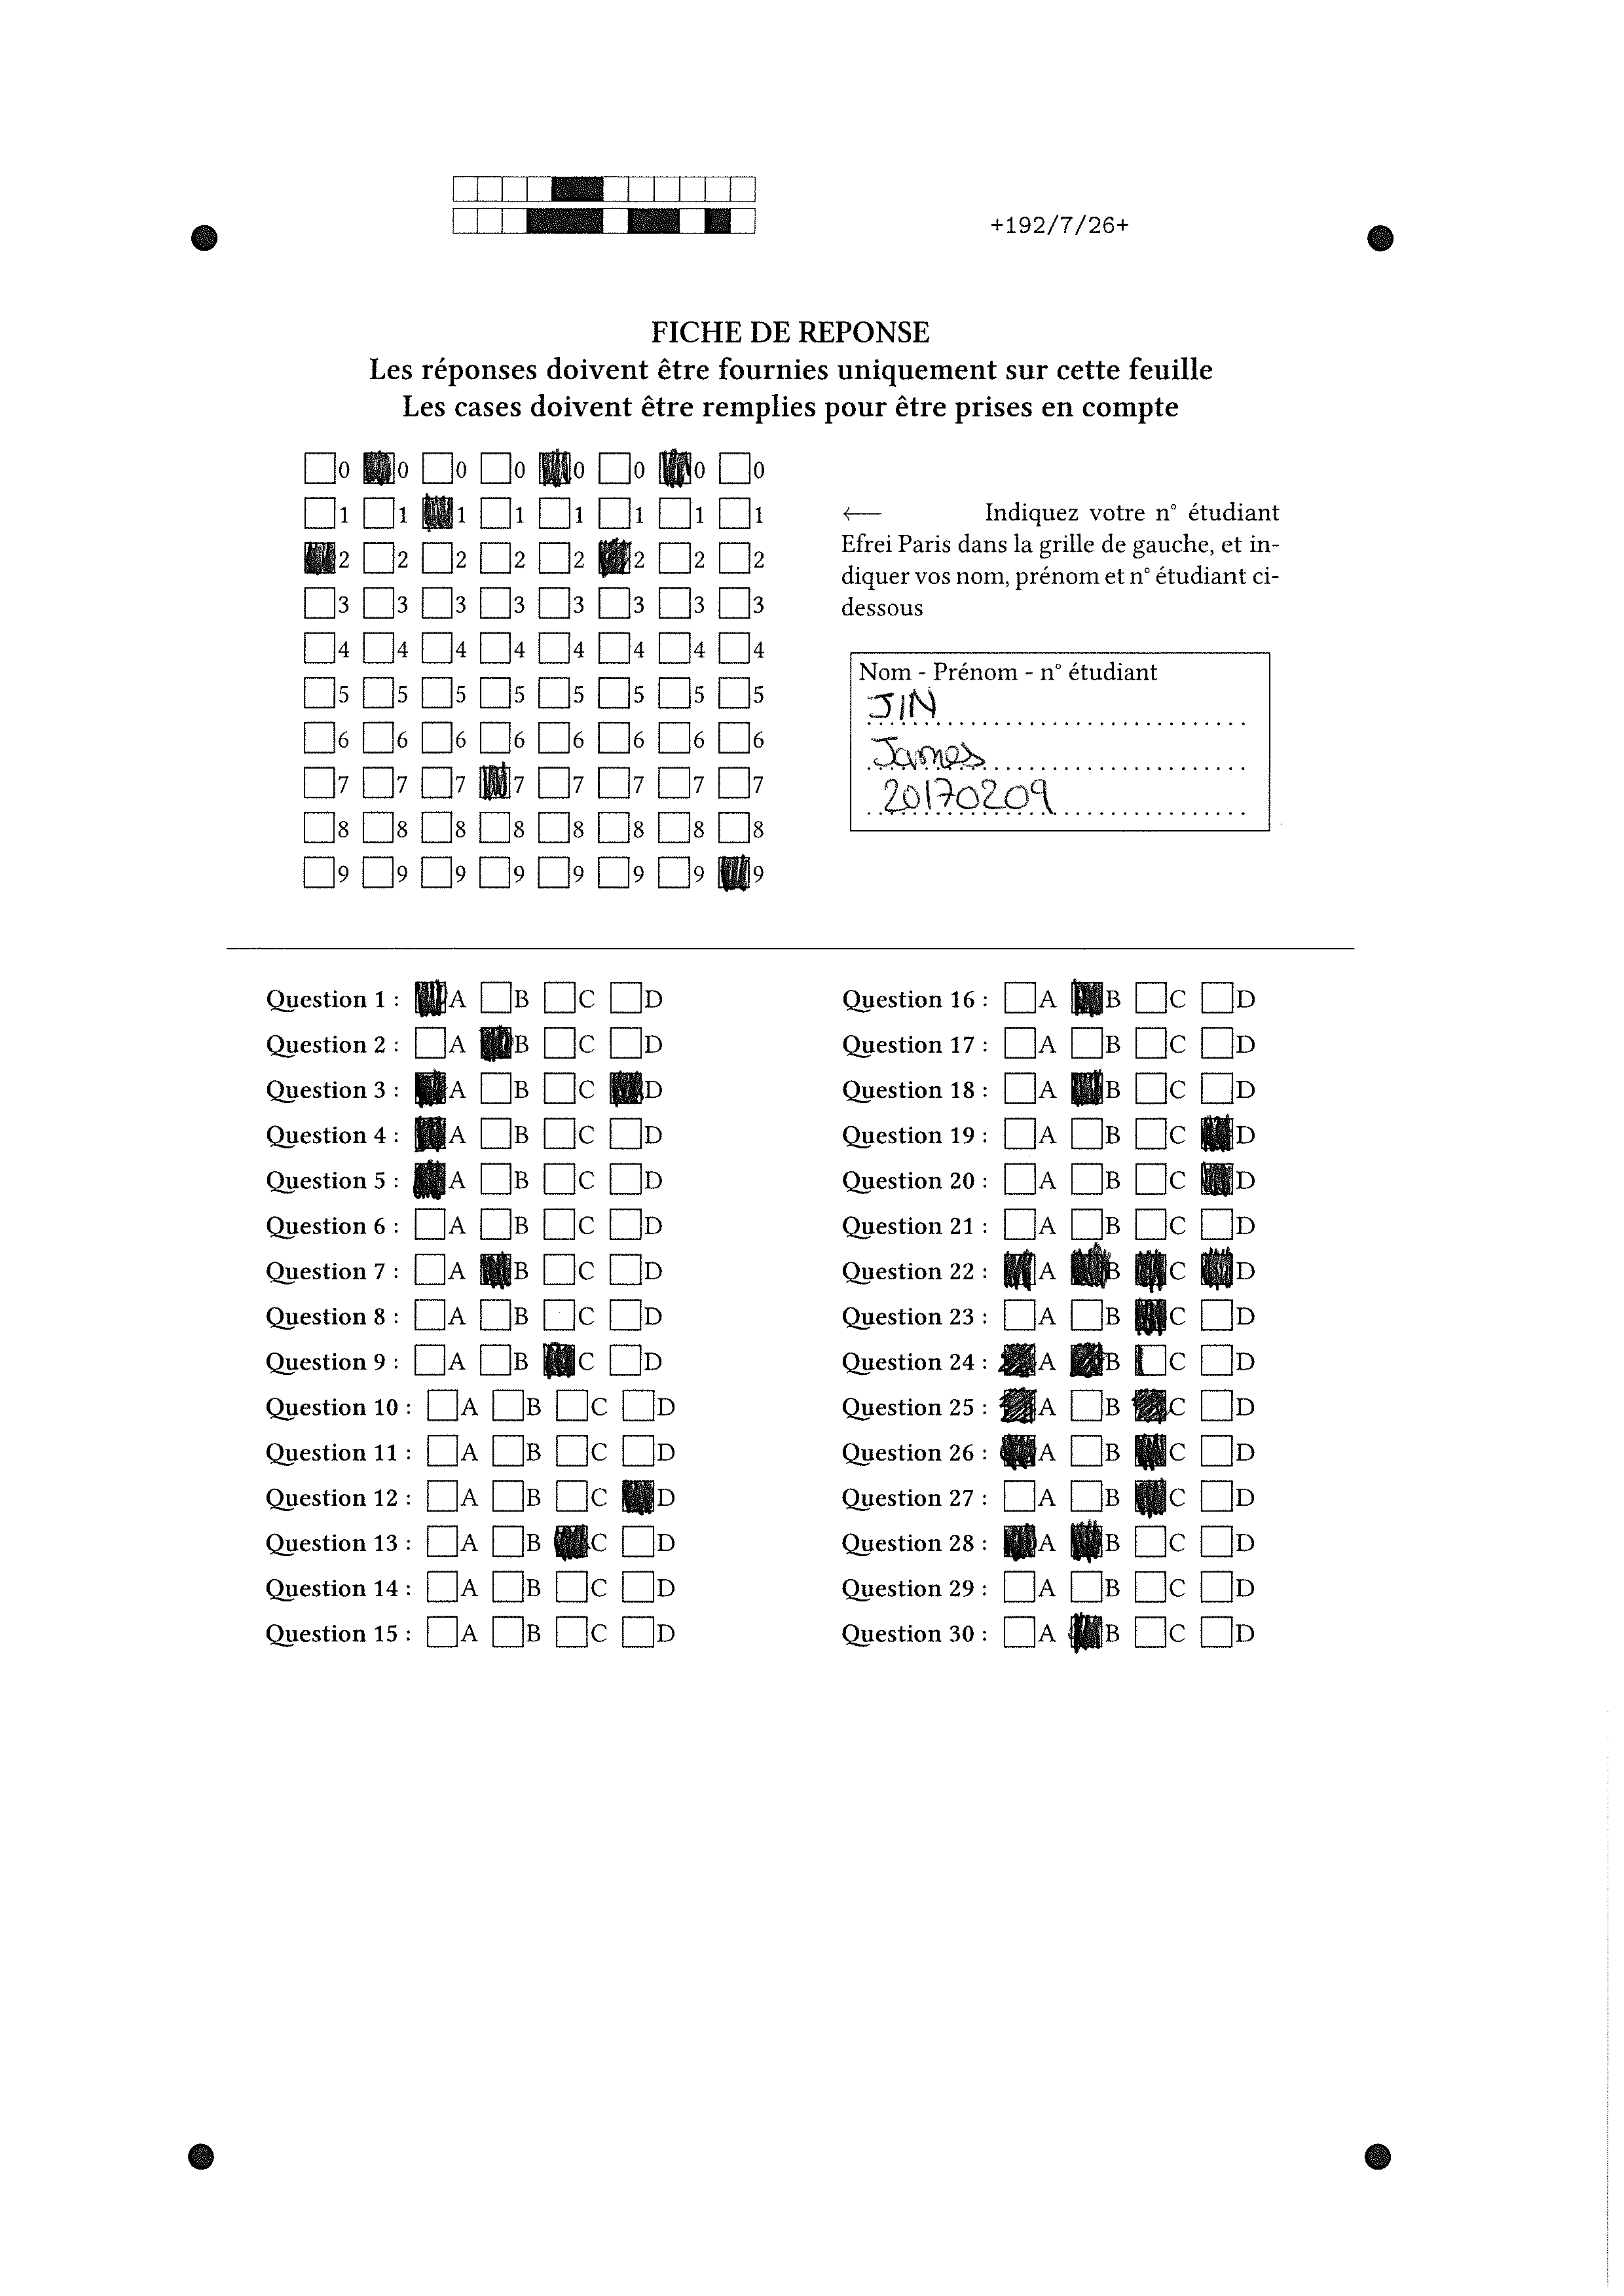 +192/7/26+
FICHE DE REPONSE
Les réponses doivent être fournies uniquement sur cette feuille
Les cases doivent être remplies pour être prises en compte
0 0 0 0 0 0 0 0
1 1 1 1 1 1 1 1
2 2 2 2 2 2 2 2
3 3 3 3 3 3 3 3
4 4 4 4 4 4 4 4
5 5 5 5 5 5 5 5
6 6 6 6 6 6 6 6
7 7 7 7 7 7 7 7
8 8 8 8 8 8 8 8
9 9 9 9 9 9 9 9
← Indiquez votre n° étudiant
Efrei Paris dans la grille de gauche, et in-
diquer vos nom, prénom et n° étudiant ci-
dessous
Nom - Prénom - n° étudiant
JIN
James
20170209
Question 1 : A B C D
Question 2 : A B C D
Question 3 : A B C D
Question 4 : A B C D
Question 5 : A B C D
Question 6 : A B C D
Question 7 : A B C D
Question 8 : A B C D
Question 9 : A B C D
Question 10 : A B C D
Question 11 : A B C D
Question 12 : A B C D
Question 13 : A B C D
Question 14 : A B C D
Question 15 : A B C D
Question 16 : A B C D
Question 17 : A B C D
Question 18 : A B C D
Question 19 : A B C D
Question 20 : A B C D
Question 21 : A B C D
Question 22 : A B C D
Question 23 : A B C D
Question 24 : A B C D
Question 25 : A B C D
Question 26 : A B C D
Question 27 : A B C D
Question 28 : A B C D
Question 29 : A B C D
Question 30 : A B C D